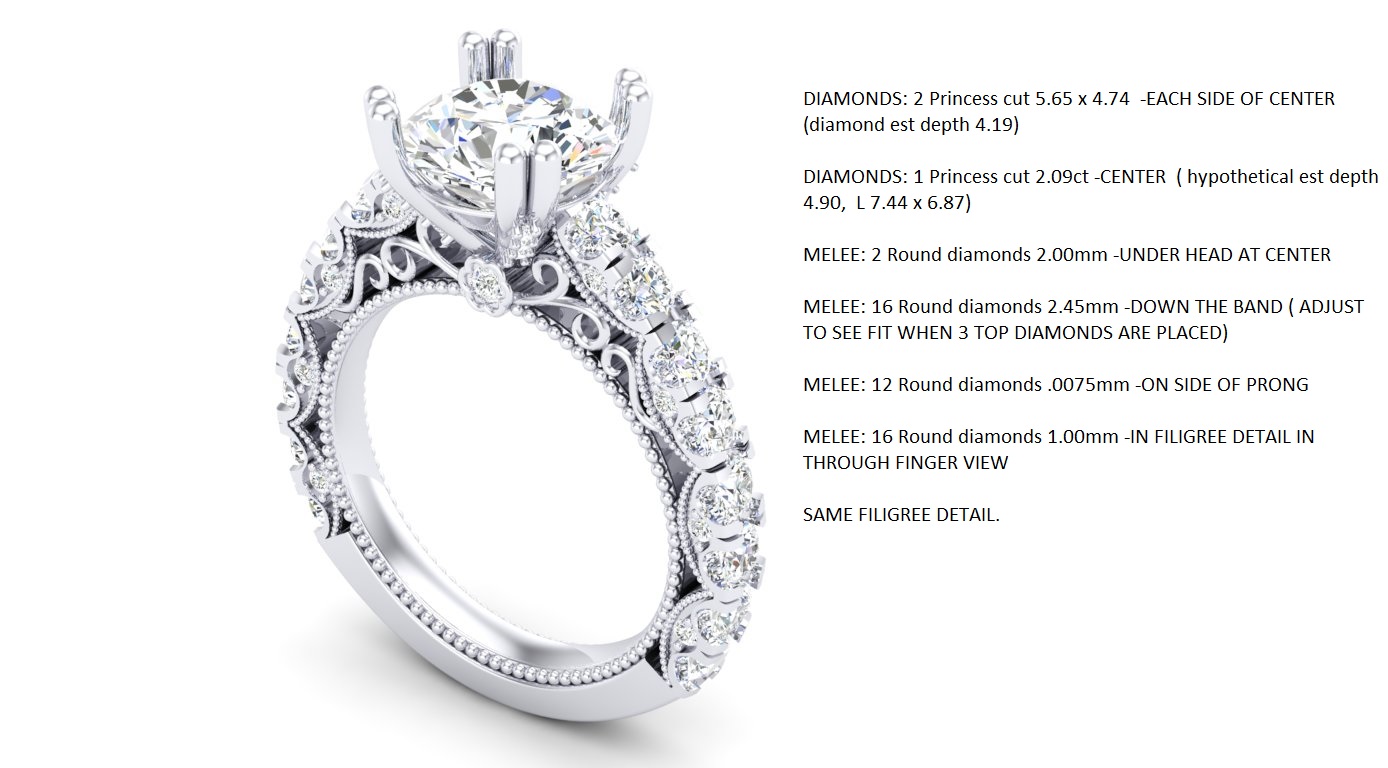 DIAMONDS: 2 Princess cut 5.65 x 4.74 -EACH SIDE OF CENTER
(diamond est depth 4.19)
DIAMONDS: 1 Princess cut 2.09ct -CENTER ( hypothetical est depth
4.90, L 7.44 x 6.87)
MELEE: 2 Round diamonds 2.00mm -UNDER HEAD AT CENTER
MELEE: 16 Round diamonds 2.45mm -DOWN THE BAND ( ADJUST
TO SEE FIT WHEN 3 TOP DIAMONDS ARE PLACED)
MELEE: 12 Round diamonds .0075mm -ON SIDE OF PRONG
MELEE: 16 Round diamonds 1.00mm -IN FILIGREE DETAIL IN
THROUGH FINGER VIEW
SAME FILIGREE DETAIL.